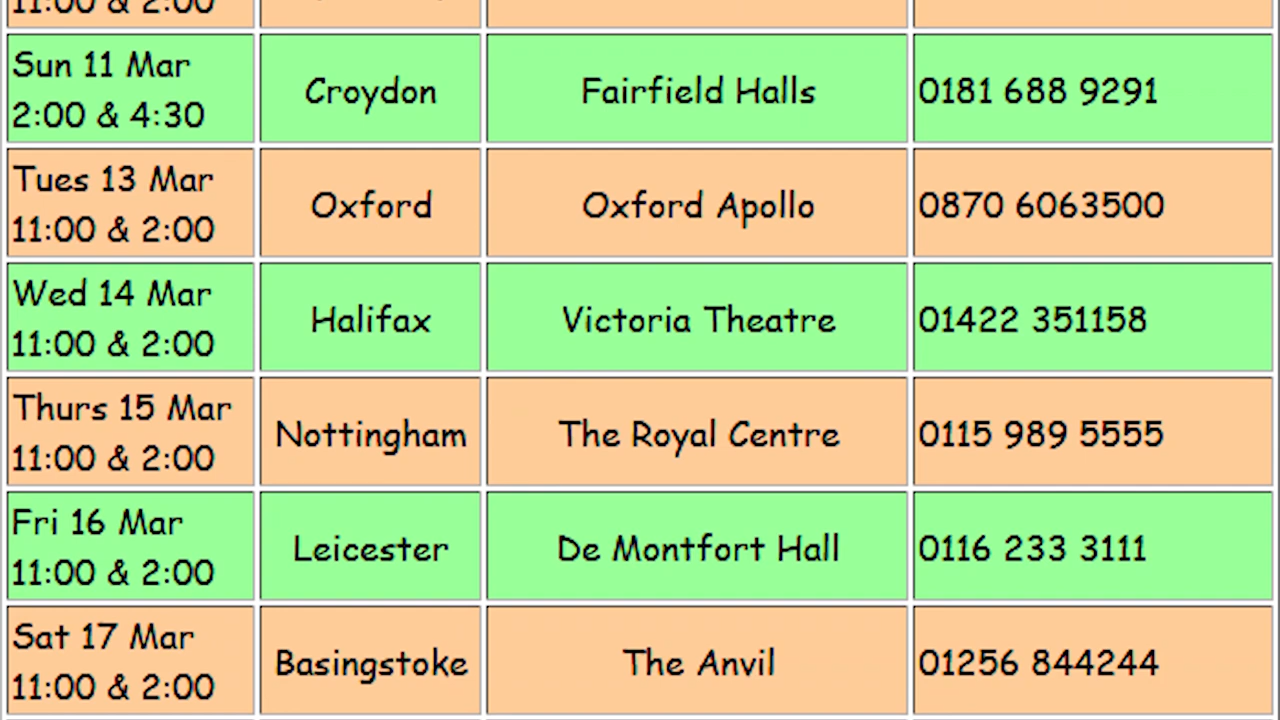 11:00 & 2:00
Sun 11 Mar
2:00 & 4:30
Croydon
Fairfield Halls
0181 688 9291
Tues 13 Mar
11:00 & 2:00
Oxford
Oxford Apollo
0870 6063500
Wed 14 Mar
11:00 & 2:00
Halifax
Victoria Theatre
01422 351158
Thurs 15 Mar
11:00 & 2:00
Nottingham
The Royal Centre
0115 989 5555
Fri 16 Mar
11:00 & 2:00
Leicester
De Montfort Hall
0116 233 3111
Sat 17 Mar
11:00 & 2:00
Basingstoke
The Anvil
01256 844244